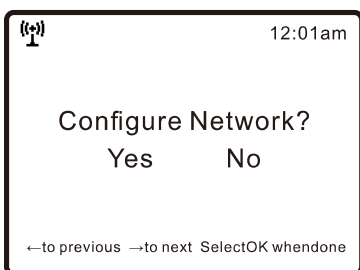 12:01am
Configure Network?
Yes No
←to previous →to next SelectOK whendone